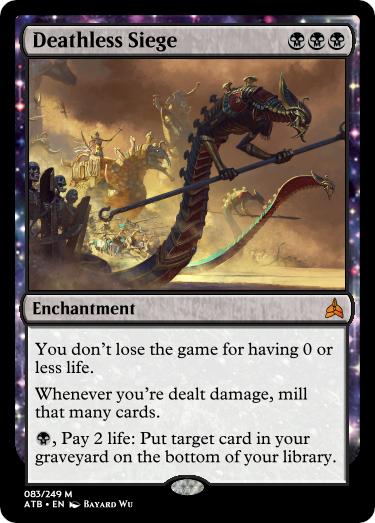 Deathless Siege
Enchantment
You don't lose the game for having 0 or
less life.
Whenever you're dealt damage, mill
that many cards.
, Pay 2 life: Put target card in your
graveyard on the bottom of your library.
083/249 M
ATB • EN Bayard Wu